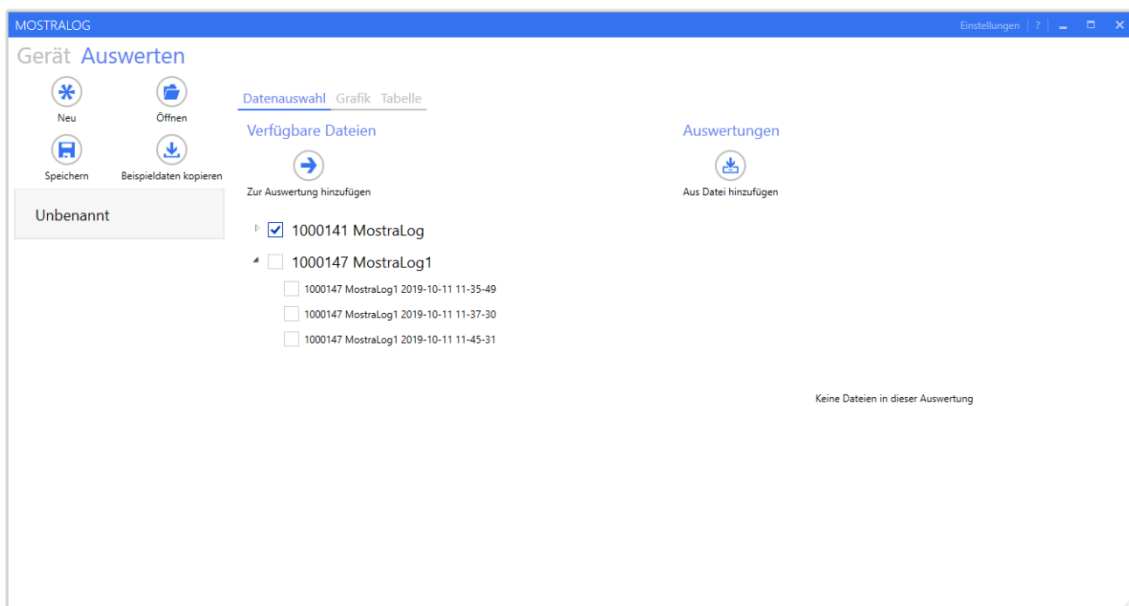 MOSTRALOG
Einstellungen | ?
Gerät Auswerten
Neu
Öffnen
Speichern
Beispieldaten kopieren
Unbenannt
Datenauswahl Grafik Tabelle
Verfügbare Dateien
Zur Auswertung hinzufügen
1000141 MostraLog
1000147 MostraLog1
1000147 MostraLog1 2019-10-11 11-35-49
1000147 MostraLog1 2019-10-11 11-37-30
1000147 MostraLog1 2019-10-11 11-45-31
Auswertungen
Aus Datei hinzufügen
Keine Dateien in dieser Auswertung